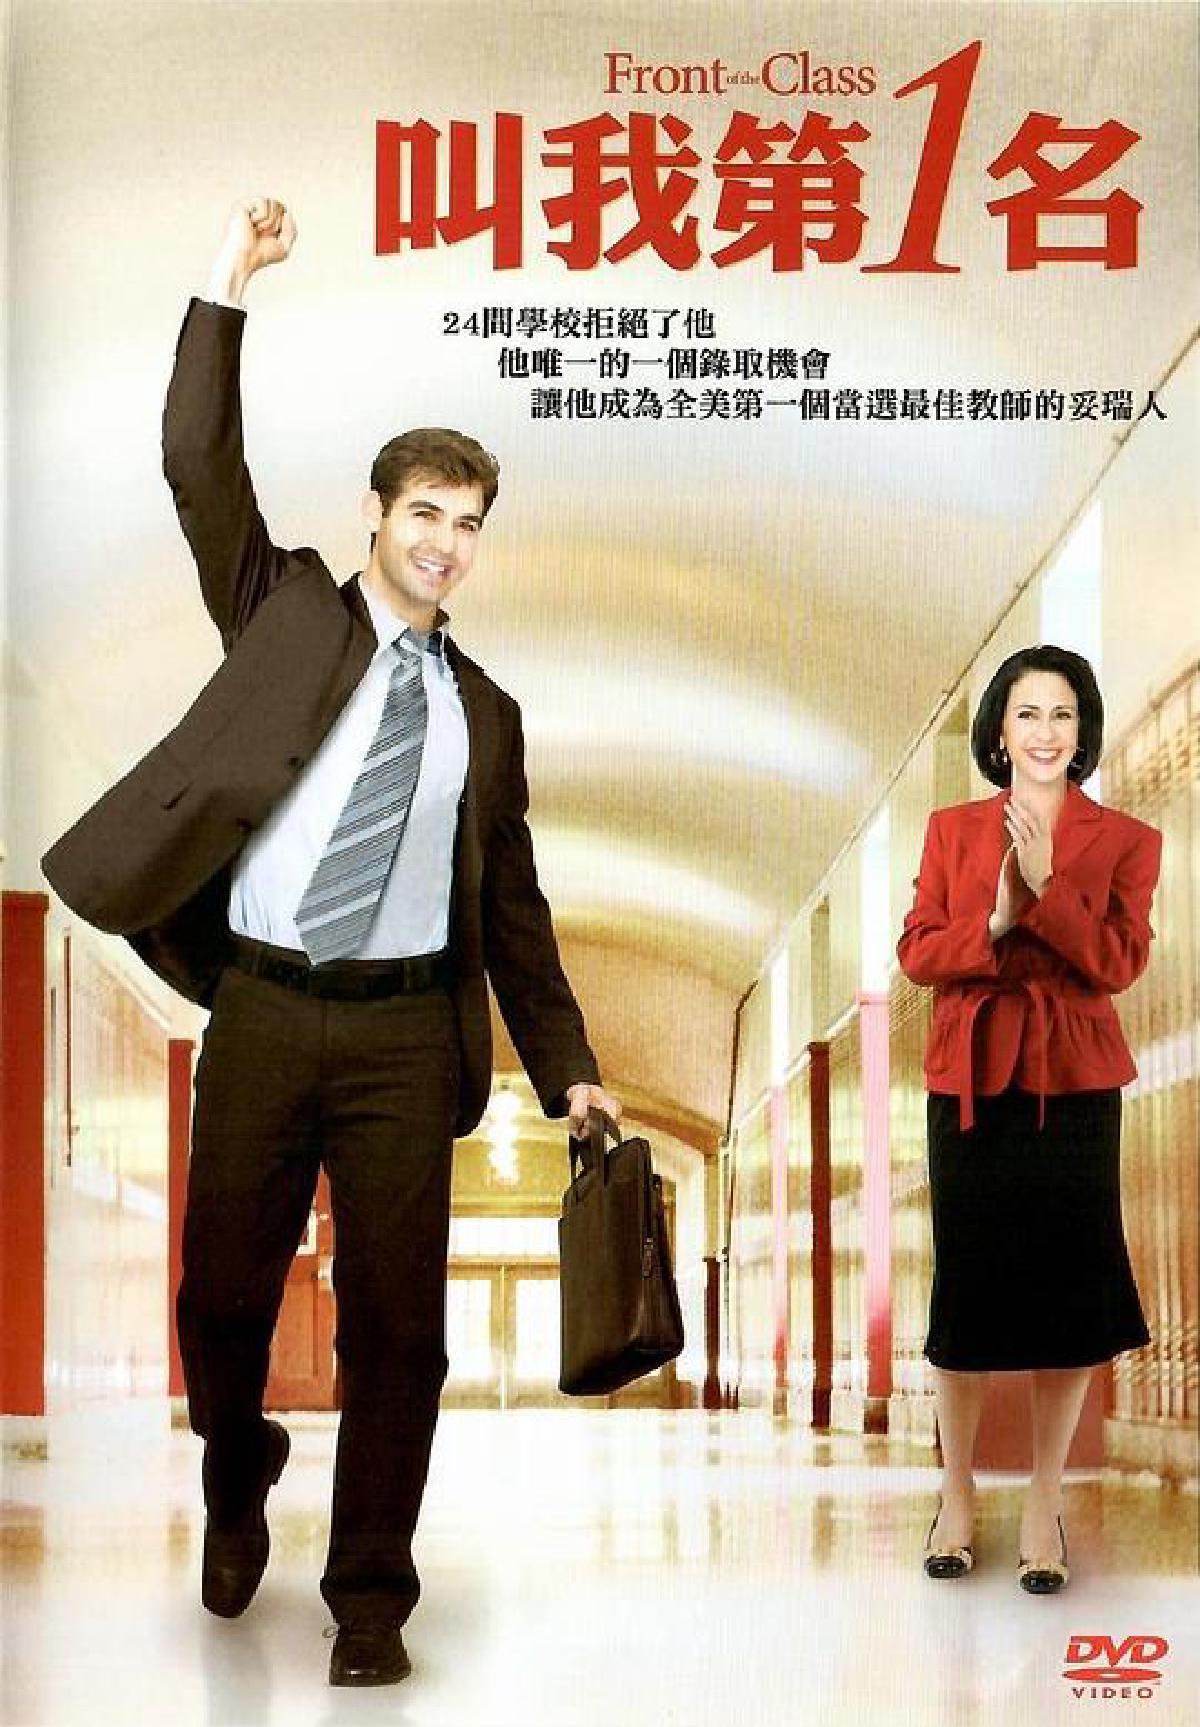 Front of the Class
叫我第1名
24間學校拒絕了他
他唯一的一個錄取機會
讓他成為全美第一個當選最佳教師的妥瑞人
DVD
VIDEO